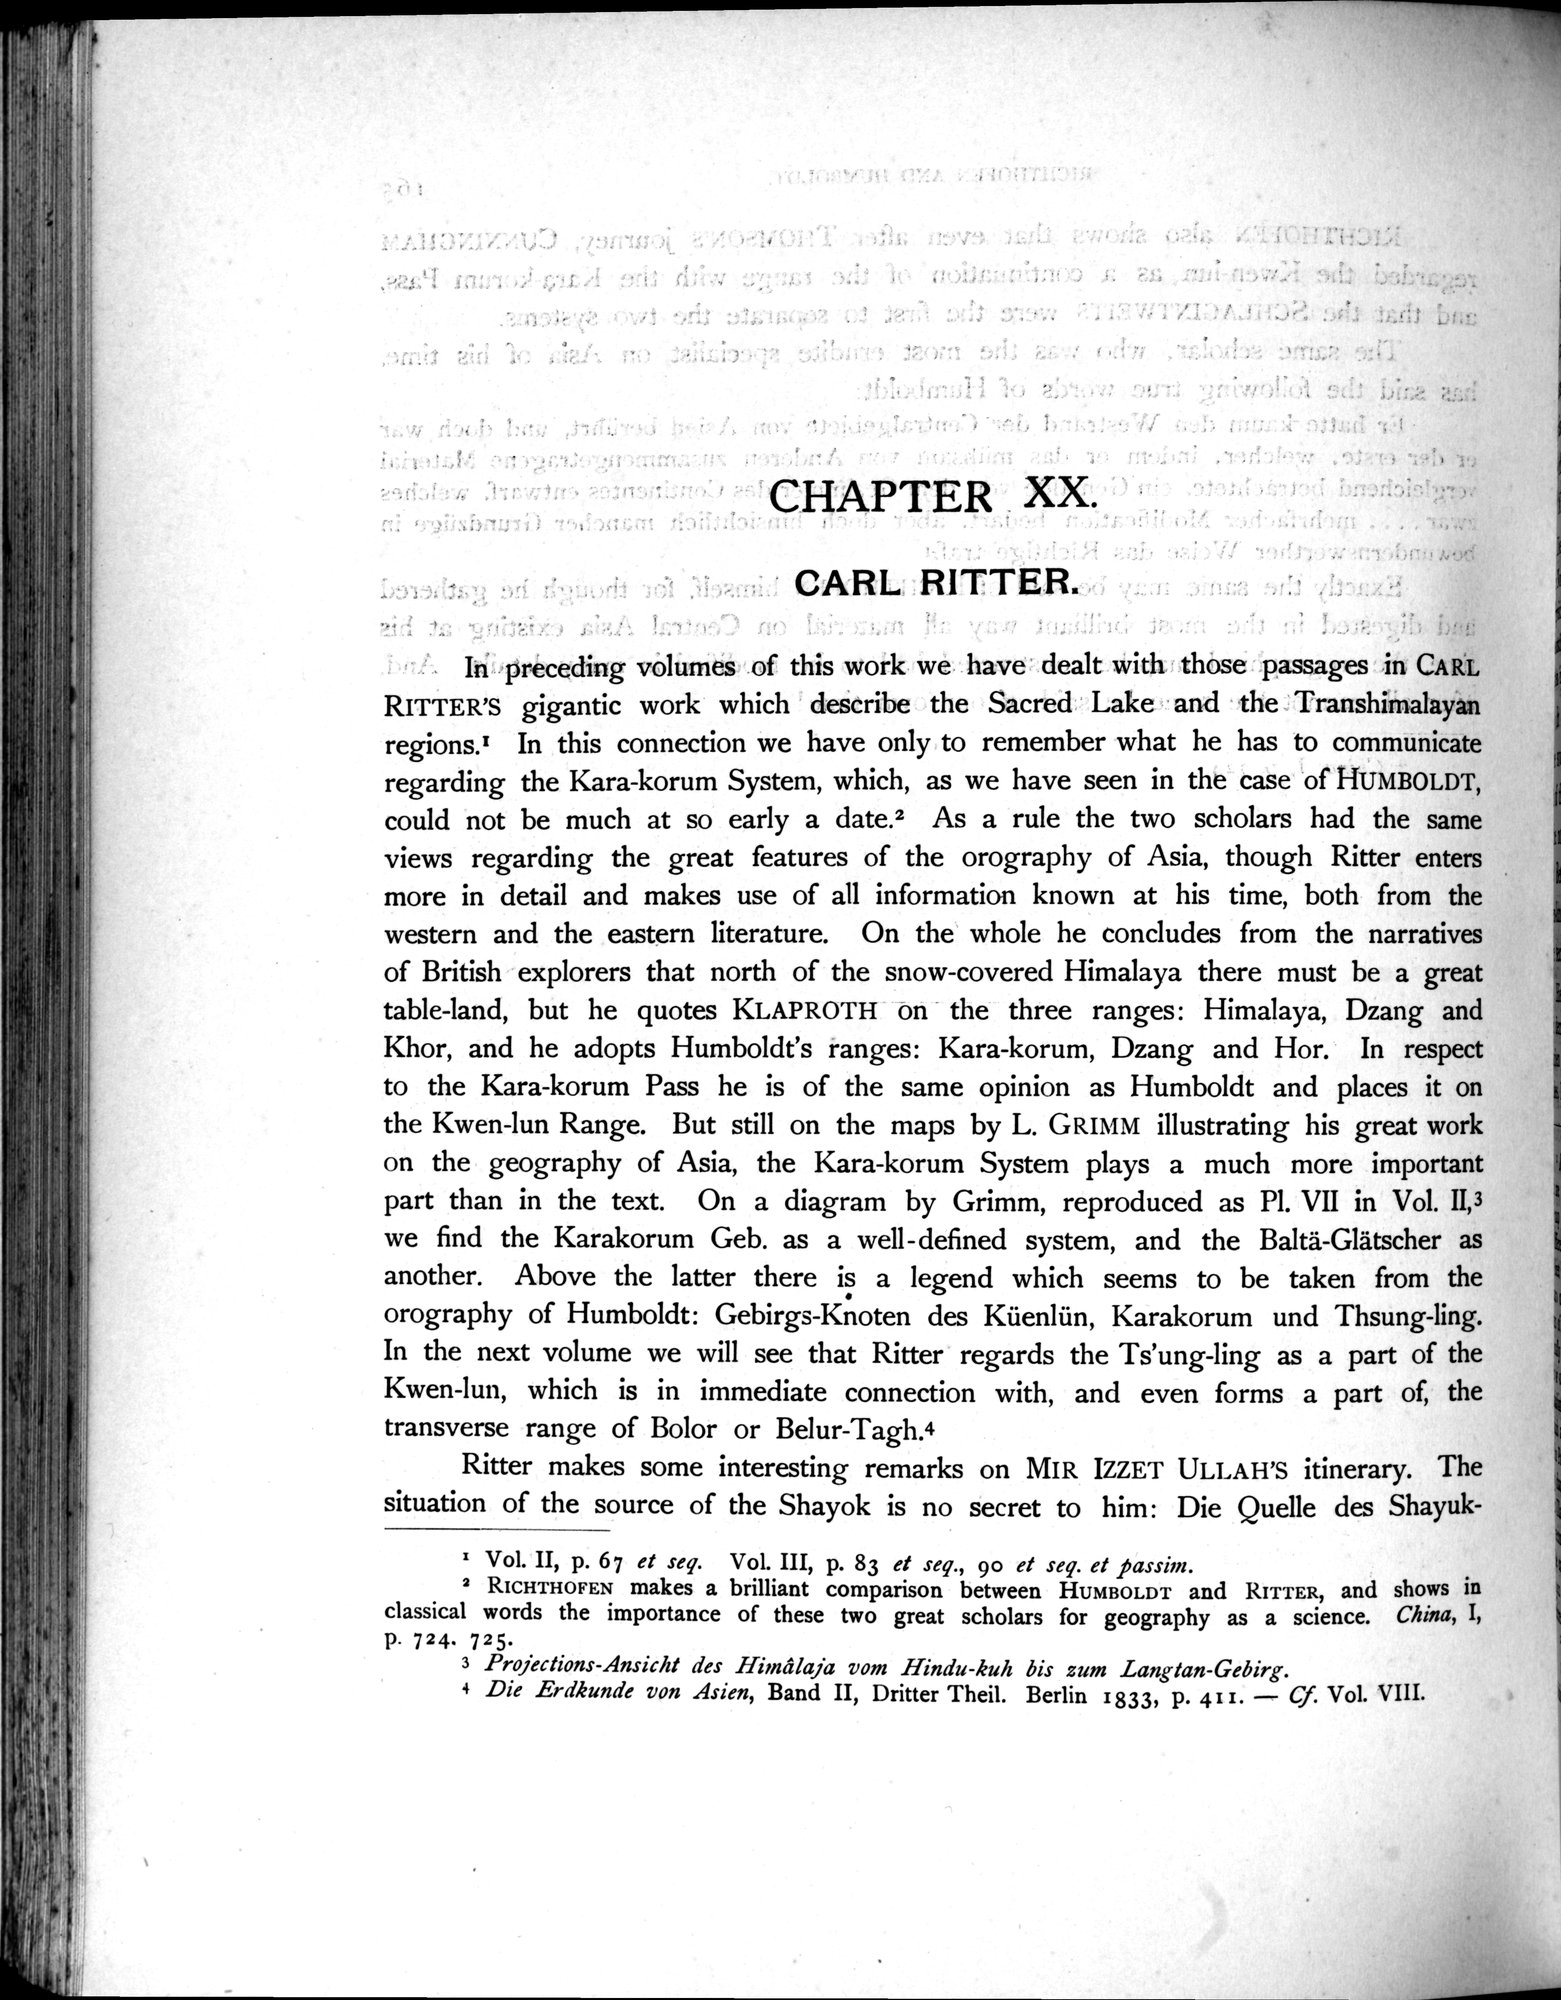 CHAPTER XX.
CARL RITTER.
In preceding volumes of this work we have dealt with those passages in CARL
RITTER'S gigantic work which describe the Sacred Lake and the Transhimalayan
regions.¹ In this connection we have only to remember what he has to communicate
regarding the Kara-korum System, which, as we have seen in the case of HUMBOLDT,
could not be much at so early a date.² As a rule the two scholars had the same
views regarding the great features of the orography of Asia, though Ritter enters
more in detail and makes use of all information known at his time, both from the
western and the eastern literature. On the whole he concludes from the narratives
of British explorers that north of the snow-covered Himalaya there must be a great
table-land, but he quotes KLAPROTH on the three ranges: Himalaya, Dzang and
Khor, and he adopts Humboldt's ranges: Kara-korum, Dzang and Hor. In respect
to the Kara-korum Pass he is of the same opinion as Humboldt and places it on
the Kwen-lun Range. But still on the maps by L. GRIMM illustrating his great work
on the geography of Asia, the Kara-korum System plays a much more important
part than in the text. On a diagram by Grimm, reproduced as Pl. VII in Vol. II,³
we find the Karakorum Geb. as a well-defined system, and the Baltä-Glätscher as
another. Above the latter there is a legend which seems to be taken from the
orography of Humboldt: Gebirgs-Knoten des Küenlün, Karakorum und Thsung-ling.
In the next volume we will see that Ritter regards the Ts'ung-ling as a part of the
Kwen-lun, which is in immediate connection with, and even forms a part of, the
transverse range of Bolor or Belur-Tagh.⁴
Ritter makes some interesting remarks on MIR IZZET ULLAH'S itinerary. The
situation of the source of the Shayok is no secret to him: Die Quelle des Shayuk-
¹ Vol. II, p. 67 et seq. Vol. III, p. 83 et seq., 90 et seq. et passim.
² RICHTHOFEN makes a brilliant comparison between HUMBOLDT and RITTER, and shows in
classical words the importance of these two great scholars for geography as a science. China, I,
p. 724. 725.
³ Projections-Ansicht des Himâlaja vom Hindu-kuh bis zum Langtan-Gebirg.
⁴ Die Erdkunde von Asien, Band II, Dritter Theil. Berlin 1833, p. 411. — Cf. Vol. VIII.